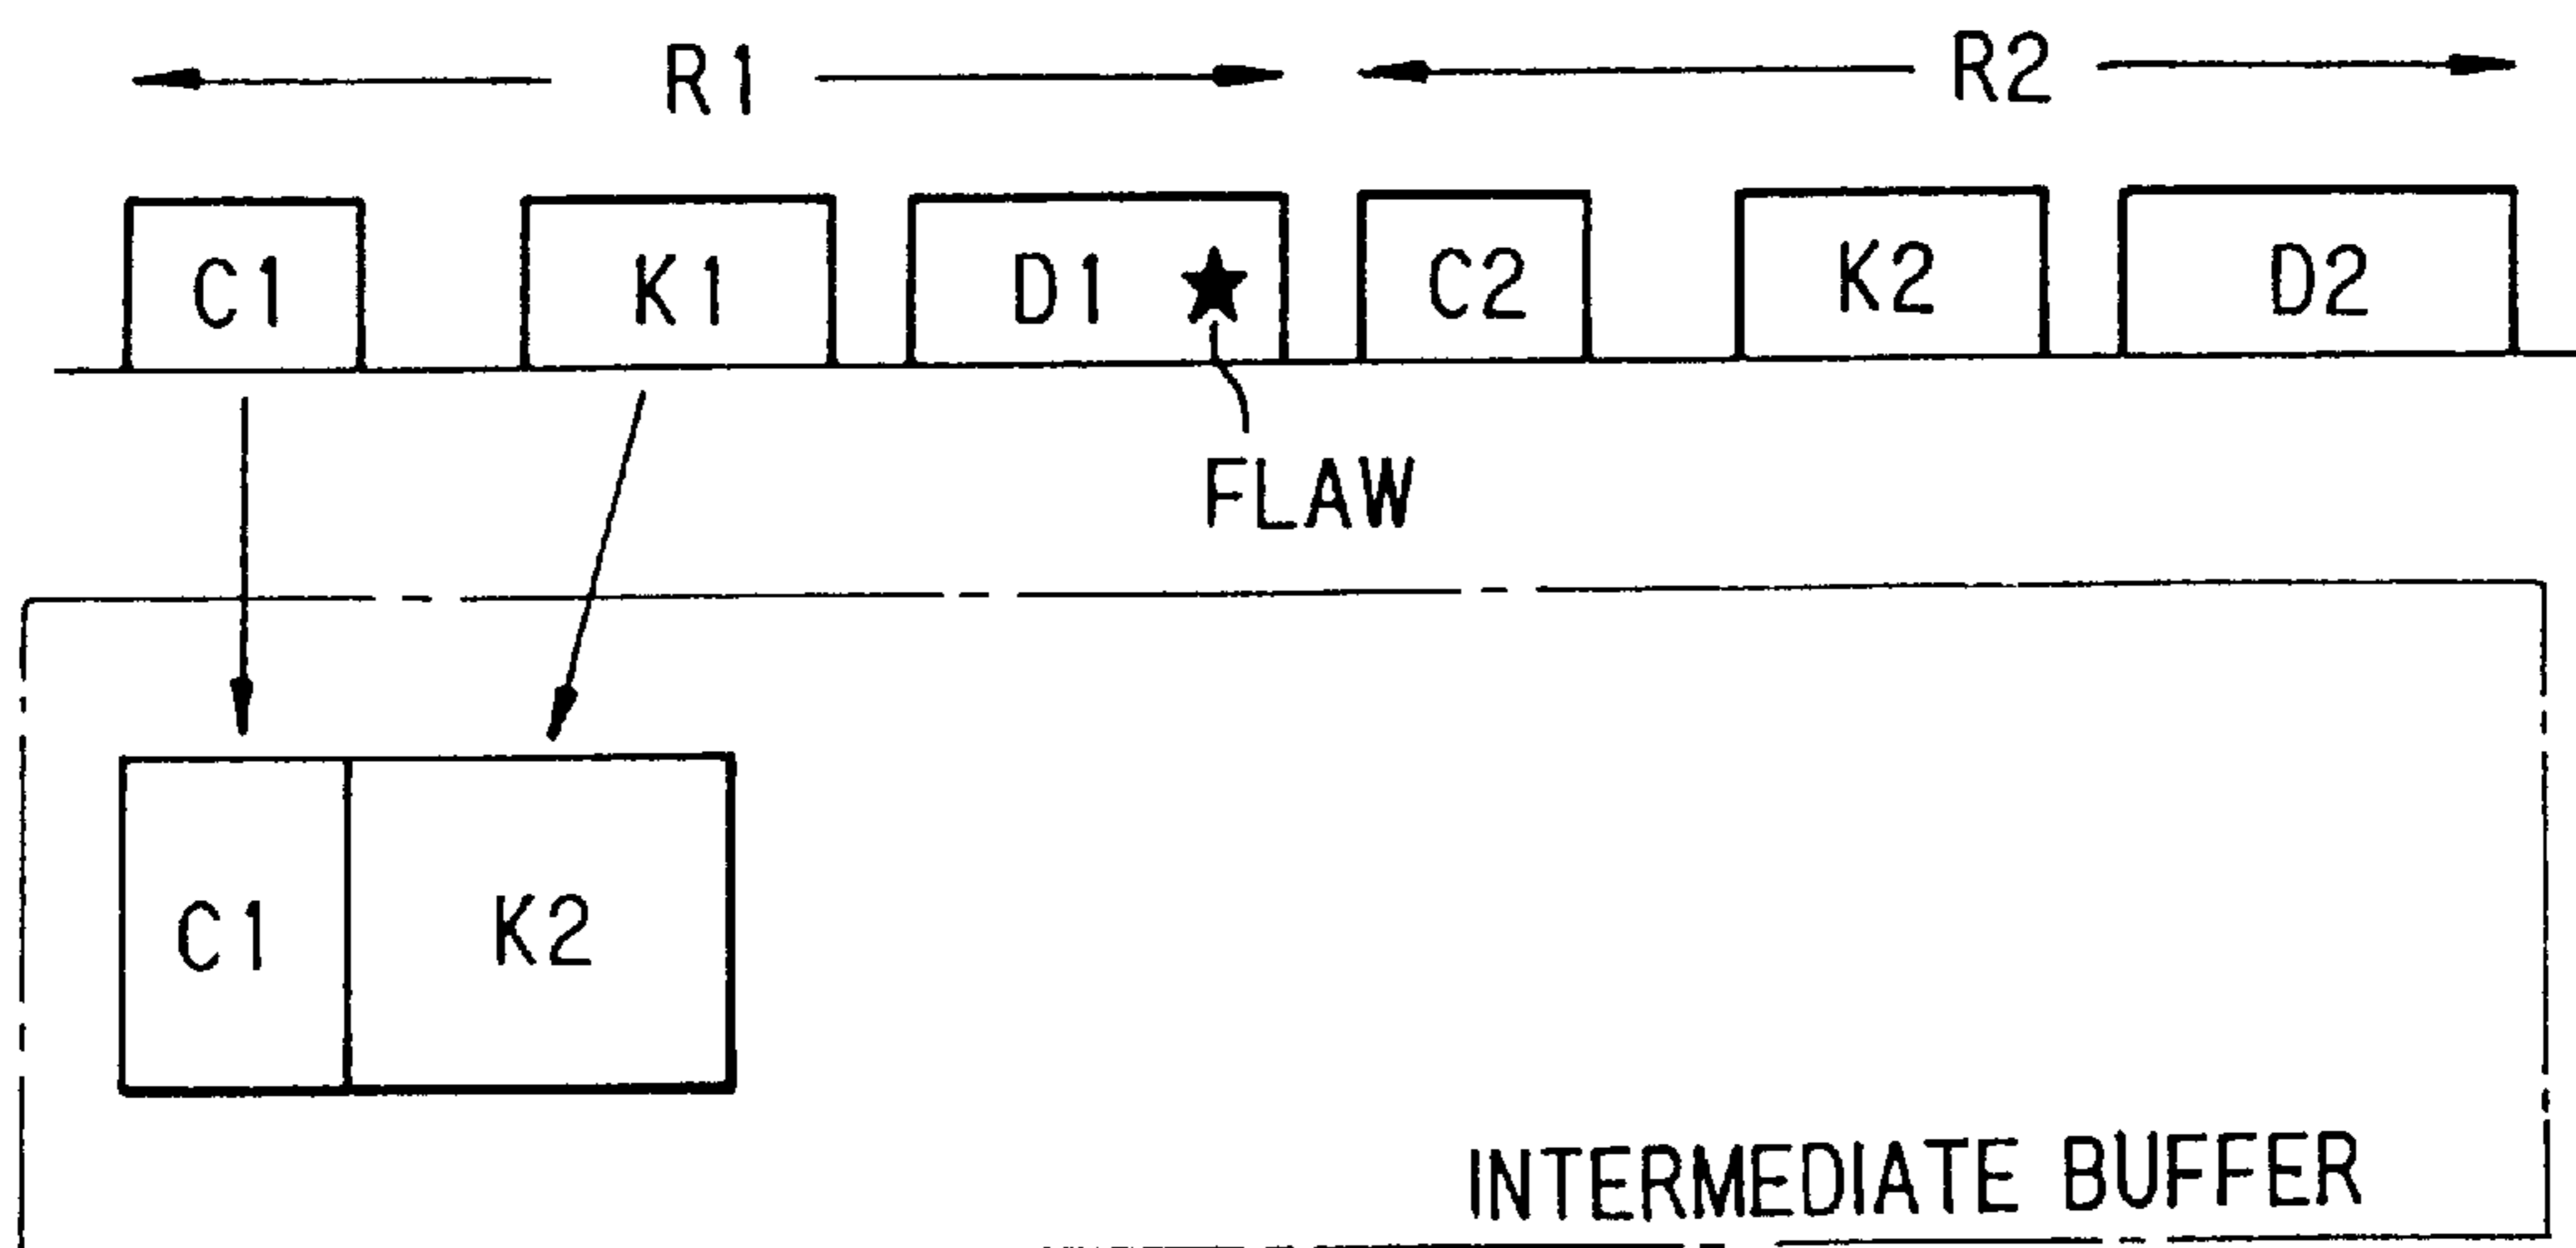 R1 R2
C1 K1 D1 C2 K2 D2
FLAW
C1 K2
INTERMEDIATE BUFFER